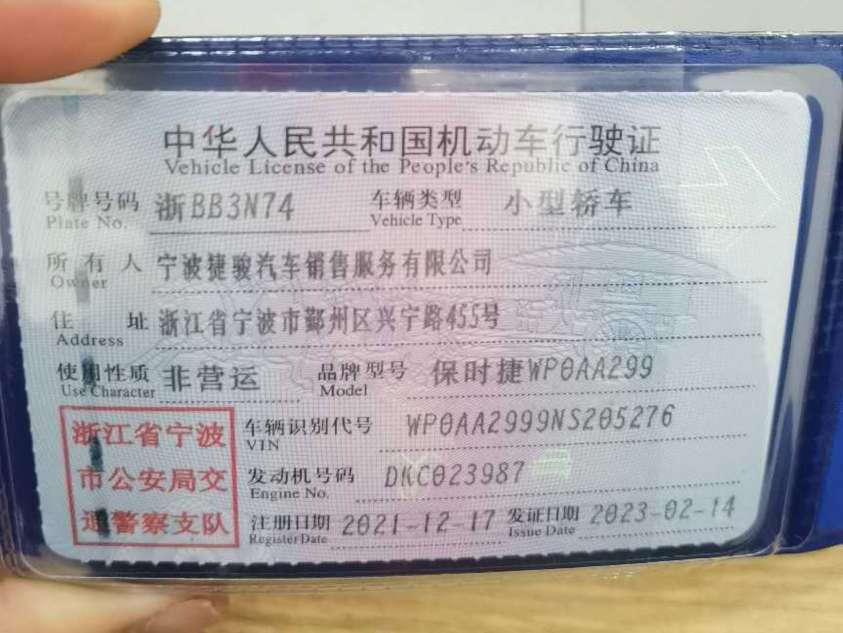 中华人民共和国机动车行驶证
Vehicle License of the People's Republic of China
号牌号码 浙BB3N74 车辆类型 小型轿车
Plate No. Vehicle Type
所有人 宁波捷骏汽车销售服务有限公司
Owner
住址 浙江省宁波市鄞州区兴宁路455号
Address
使用性质 非营运 品牌型号 保时捷WP0AA299
Use Character Model
浙江省宁波
市公安局交
通警察支队
车辆识别代号 WP0AA2999NS205276
VIN
发动机号码 DKC023987
Engine No.
注册日期 2021-12-17 发证日期 2023-02-14
Register Date Issue Date